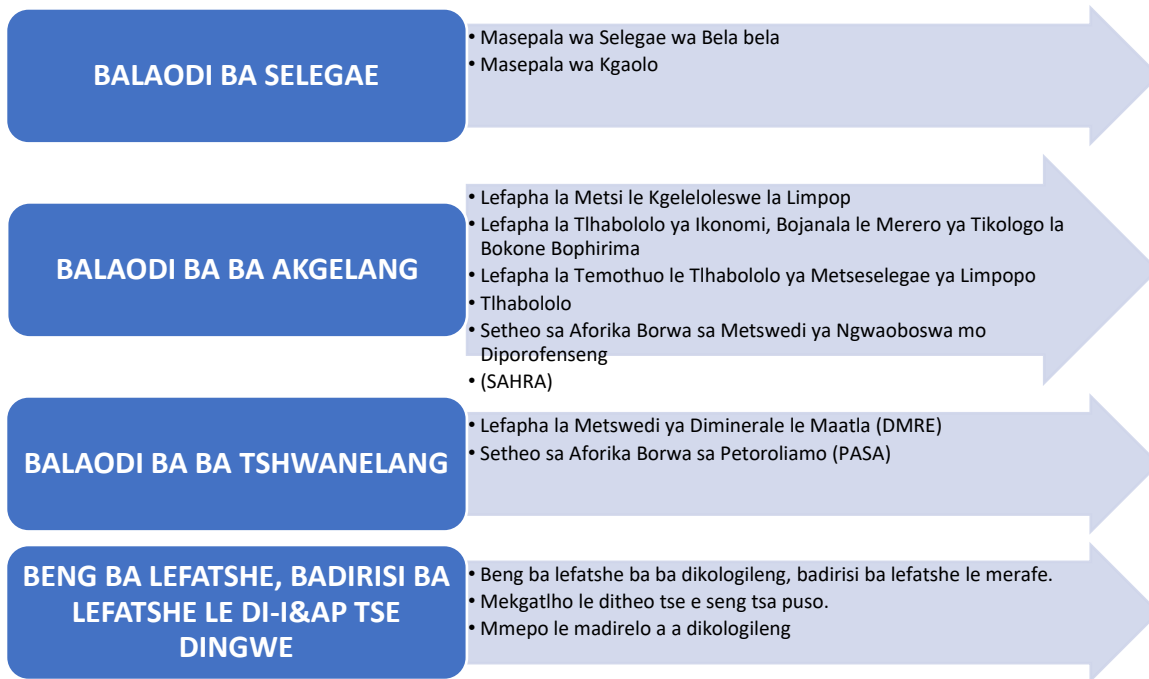 BALAODI BA SELEGAE
• Masepala wa Selegae wa Bela bela
• Masepala wa Kgaolo
BALAODI BA BA AKGELANG
• Lefapha la Metsi le Kgeleloleswe la Limpop
• Lefapha la Tlhabololo ya Ikonomi, Bojanala le Merero ya Tikologo la
Bokone Bophirima
• Lefapha la Temothuo le Tlhabololo ya Metseselegae ya Limpopo
• Tlhabololo
• Setheo sa Aforika Borwa sa Metswedi ya Ngwaoboswa mo
Diporofenseng
• (SAHRA)
BALAODI BA BA TSHWANELANG
• Lefapha la Metswedi ya Diminerale le Maatla (DMRE)
• Setheo sa Aforika Borwa sa Petoroliamo (PASA)
BENG BA LEFATSHE, BADIRISI BA
LEFATSHE LE DI-I&AP TSE
DINGWE
• Beng ba lefatshe ba ba dikologileng, badirisi ba lefatshe le merafe.
• Mekgatlho le ditheo tse e seng tsa puso.
• Mmepo le madirelo a a dikologileng